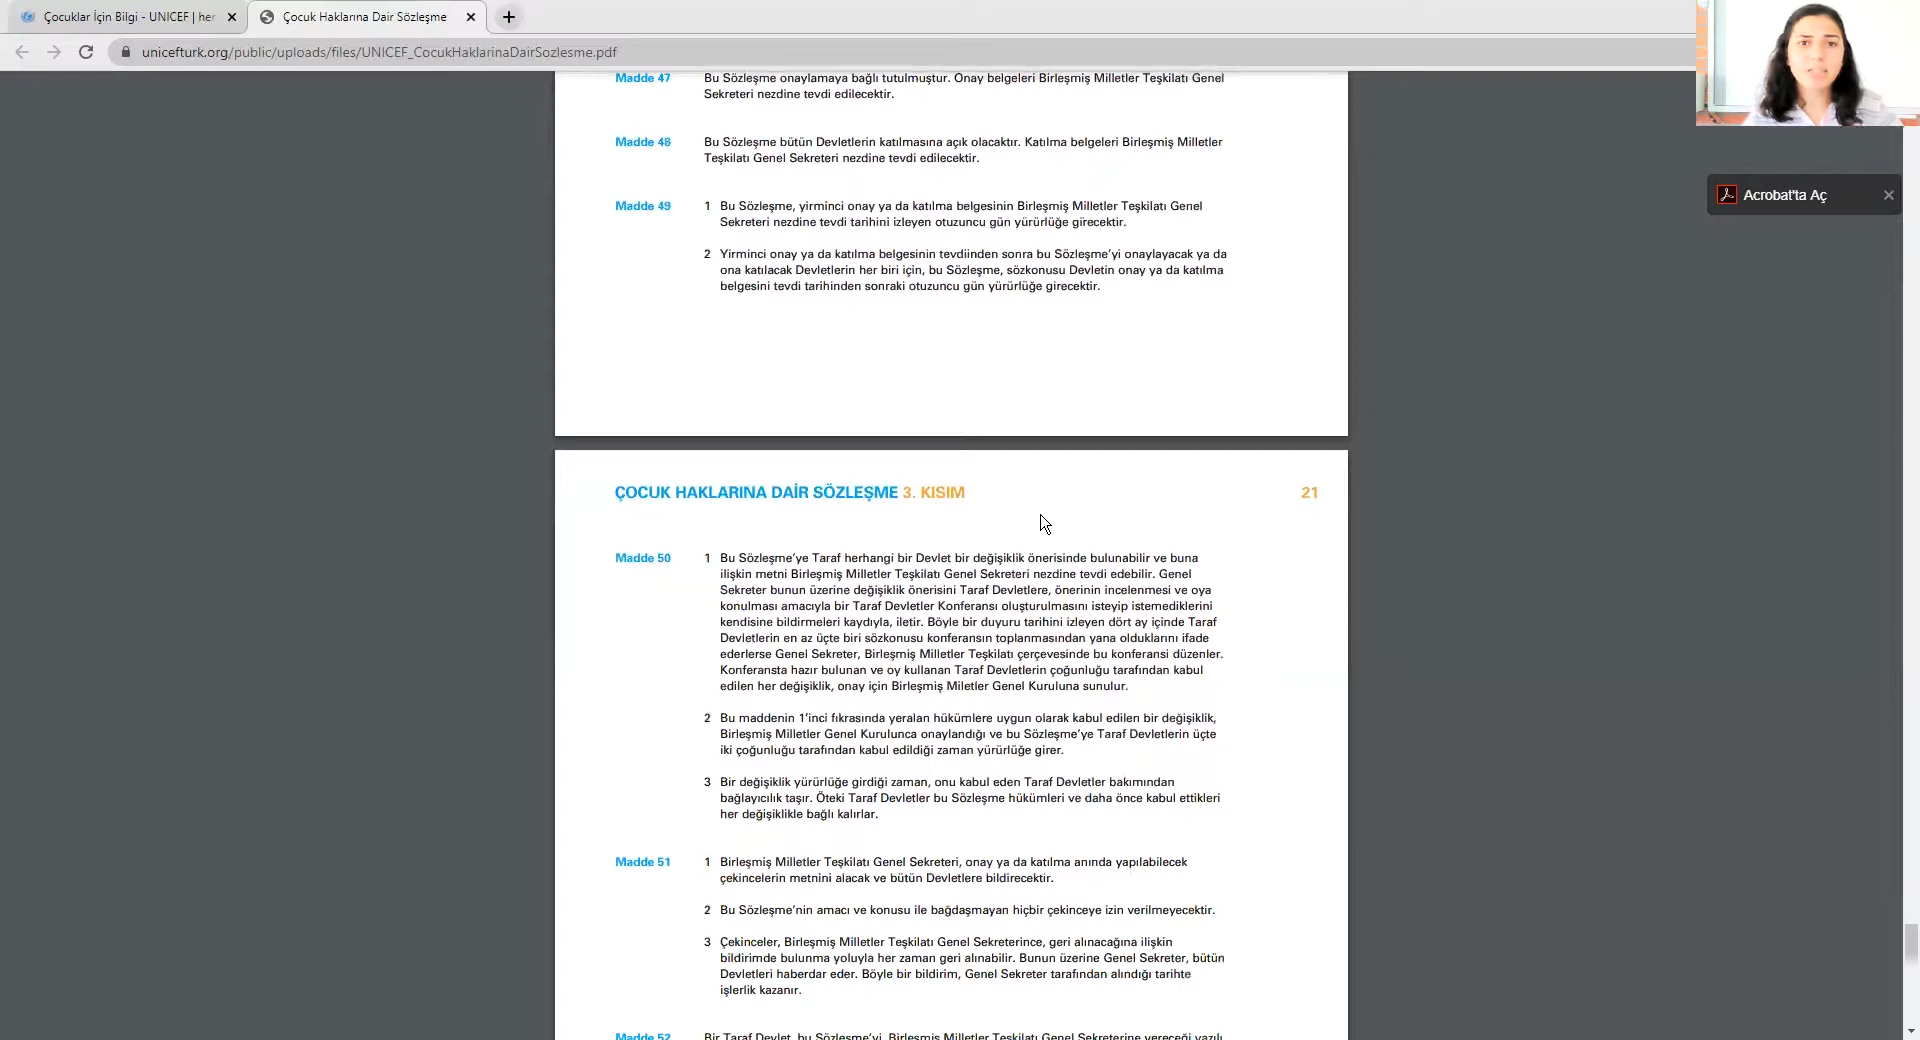 Çocuklar İçin Bilgi - UNICEF | her
Çocuk Haklarına Dair Sözleşme
unicefturk.org/public/uploads/files/UNICEF_CocukHaklarinaDairSozlesme.pdf
Acrobat'ta Aç
Madde 47 Bu Sözleşme onaylamaya bağlı tutulmuştur. Onay belgeleri Birleşmiş Milletler Teşkilatı Genel
Sekreteri nezdine tevdi edilecektir.
Madde 48 Bu Sözleşme bütün Devletlerin katılmasına açık olacaktır. Katılma belgeleri Birleşmiş Milletler
Teşkilatı Genel Sekreteri nezdine tevdi edilecektir.
Madde 49 1 Bu Sözleşme, yirminci onay ya da katılma belgesinin Birleşmiş Milletler Teşkilatı Genel
Sekreteri nezdine tevdi tarihini izleyen otuzuncu gün yürürlüğe girecektir.
2 Yirminci onay ya da katılma belgesinin tevdiinden sonra bu Sözleşme'yi onaylayacak ya da
ona katılacak Devletlerin her biri için, bu Sözleşme, sözkonusu Devletin onay ya da katılma
belgesini tevdi tarihinden sonraki otuzuncu gün yürürlüğe girecektir.
ÇOCUK HAKLARINA DAİR SÖZLEŞME 3. KISIM 21
Madde 50 1 Bu Sözleşme'ye Taraf herhangi bir Devlet bir değişiklik önerisinde bulunabilir ve buna
ilişkin metni Birleşmiş Milletler Teşkilatı Genel Sekreteri nezdine tevdi edebilir. Genel
Sekreter bunun üzerine değişiklik önerisini Taraf Devletlere, önerinin incelenmesi ve oya
konulması amacıyla bir Taraf Devletler Konferansı oluşturulmasını isteyip istemediklerini
kendisine bildirmeleri kaydıyla, iletir. Böyle bir duyuru tarihini izleyen dört ay içinde Taraf
Devletlerin en az üçte biri sözkonusu konferansın toplanmasından yana olduklarını ifade
ederlerse Genel Sekreter, Birleşmiş Milletler Teşkilatı çerçevesinde bu konferansi düzenler.
Konferansta hazır bulunan ve oy kullanan Taraf Devletlerin çoğunluğu tarafından kabul
edilen her değişiklik, onay için Birleşmiş Miletler Genel Kuruluna sunulur.
2 Bu maddenin 1'inci fıkrasında yeralan hükümlere uygun olarak kabul edilen bir değişiklik,
Birleşmiş Milletler Genel Kurulunca onaylandığı ve bu Sözleşme'ye Taraf Devletlerin üçte
iki çoğunluğu tarafından kabul edildiği zaman yürürlüğe girer.
3 Bir değişiklik yürürlüğe girdiği zaman, onu kabul eden Taraf Devletler bakımından
bağlayıcılık taşır. Öteki Taraf Devletler bu Sözleşme hükümleri ve daha önce kabul ettikleri
her değişiklikle bağlı kalırlar.
Madde 51 1 Birleşmiş Milletler Teşkilatı Genel Sekreteri, onay ya da katılma anında yapılabilecek
çekincelerin metnini alacak ve bütün Devletlere bildirecektir.
2 Bu Sözleşme'nin amacı ve konusu ile bağdaşmayan hiçbir çekinceye izin verilmeyecektir.
3 Çekinceler, Birleşmiş Milletler Teşkilatı Genel Sekreterince, geri alınacağına ilişkin
bildirimde bulunma yoluyla her zaman geri alınabilir. Bunun üzerine Genel Sekreter, bütün
Devletleri haberdar eder. Böyle bir bildirim, Genel Sekreter tarafından alındığı tarihte
işlerlik kazanır.
Madde 52 Bir Taraf Devlet, bu Sözleşme'yi, Birleşmiş Milletler Teşkilatı Genel Sekreterine vereceği yazılı